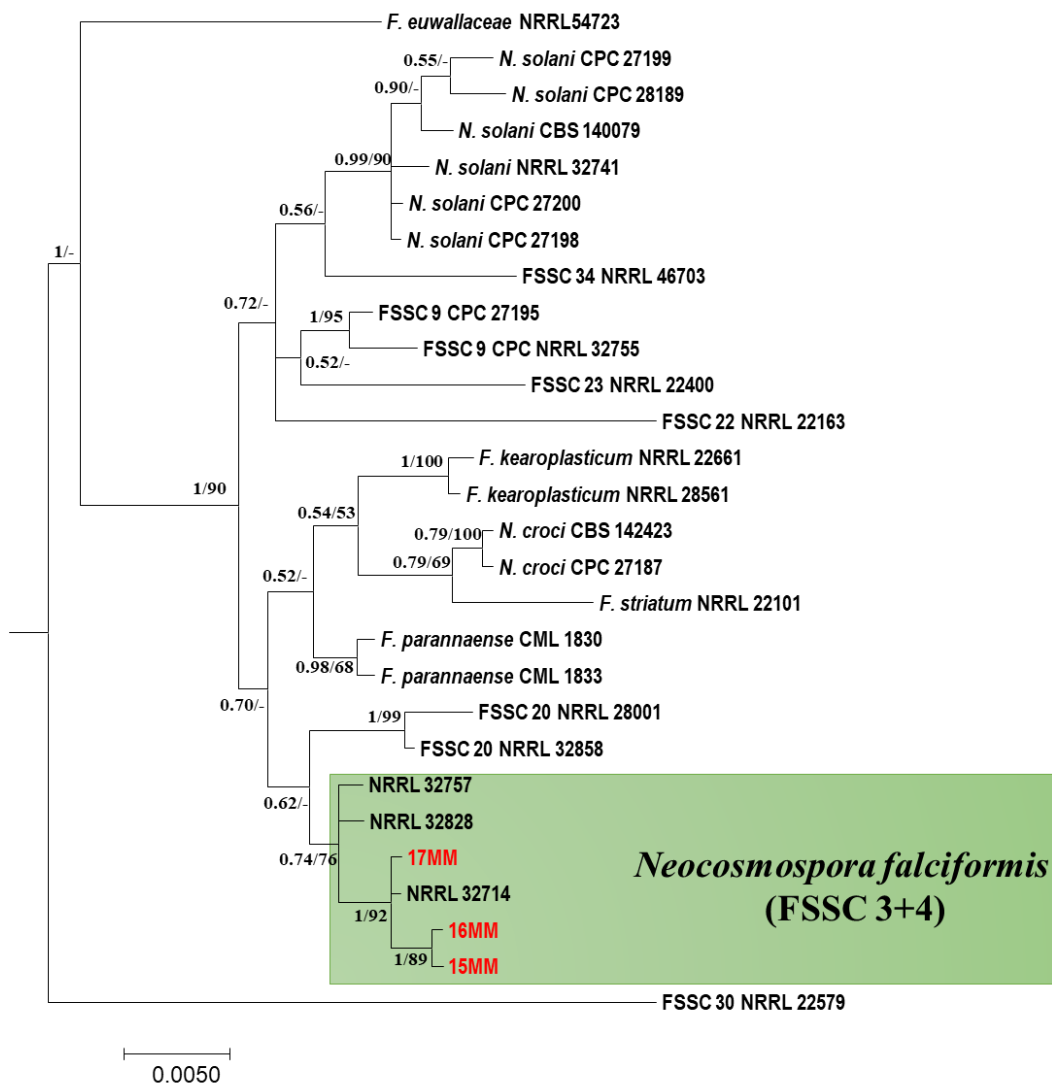 F. euwallaceae NRRL54723
N. solani CPC 27199
0.55/-
0.90/-
N. solani CPC 28189
N. solani CBS 140079
0.99/90
N. solani NRRL 32741
N. solani CPC 27200
0.56/-
N. solani CPC 27198
1/-
FSSC 34 NRRL 46703
0.72/-
1/95
FSSC 9 CPC 27195
FSSC 9 CPC NRRL 32755
0.52/-
FSSC 23 NRRL 22400
FSSC 22 NRRL 22163
F. kearoplasticum NRRL 22661
1/100
1/90
F. kearoplasticum NRRL 28561
0.54/53
N. croci CBS 142423
0.79/100
0.79/69
N. croci CPC 27187
0.52/-
F. striatum NRRL 22101
F. parannaense CML 1830
0.98/68
F. parannaense CML 1833
0.70/-
FSSC 20 NRRL 28001
1/99
FSSC 20 NRRL 32858
NRRL 32757
0.62/-
NRRL 32828
0.74/76
17MM
Neocosmospora falciformis
NRRL 32714
(FSSC 3+4)
1/92
16MM
1/89
15MM
FSSC 30 NRRL 22579
0.0050